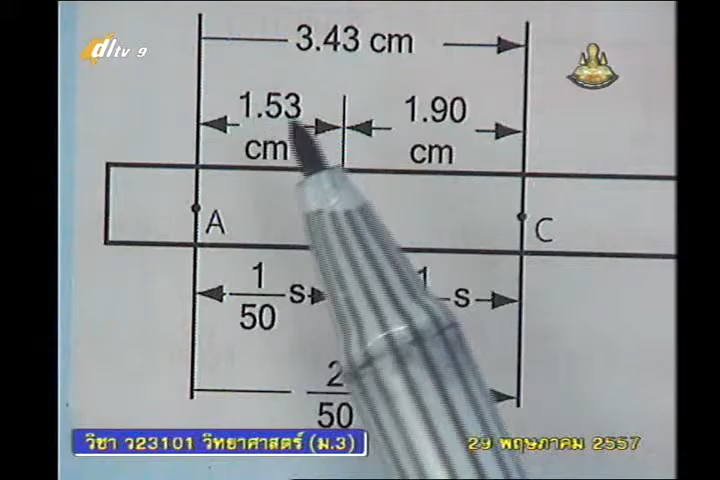 dltv 9
3.43 cm
1.53 cm
1.90 cm
A
C
1/50 s
1 s
2
50
วิชา ว23101 วิทยาศาสตร์ (ม.3)
29 พฤษภาคม 2557